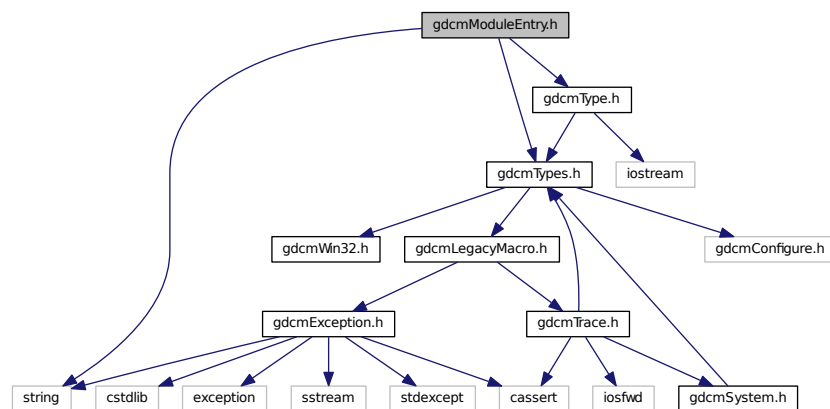 gdcmModuleEntry.h
gdcmType.h
gdcmTypes.h
iostream
gdcmWin32.h
gdcmLegacyMacro.h
gdcmConfigure.h
gdcmException.h
gdcmTrace.h
string
cstdlib
exception
sstream
stdexcept
cassert
iosfwd
gdcmSystem.h